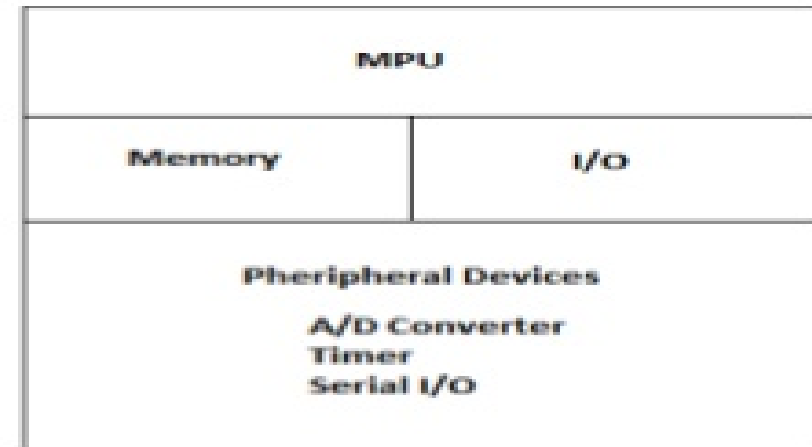 MPU
Memory
I/O
Pheripheral Devices
A/D Converter
Timer
Serial I/O